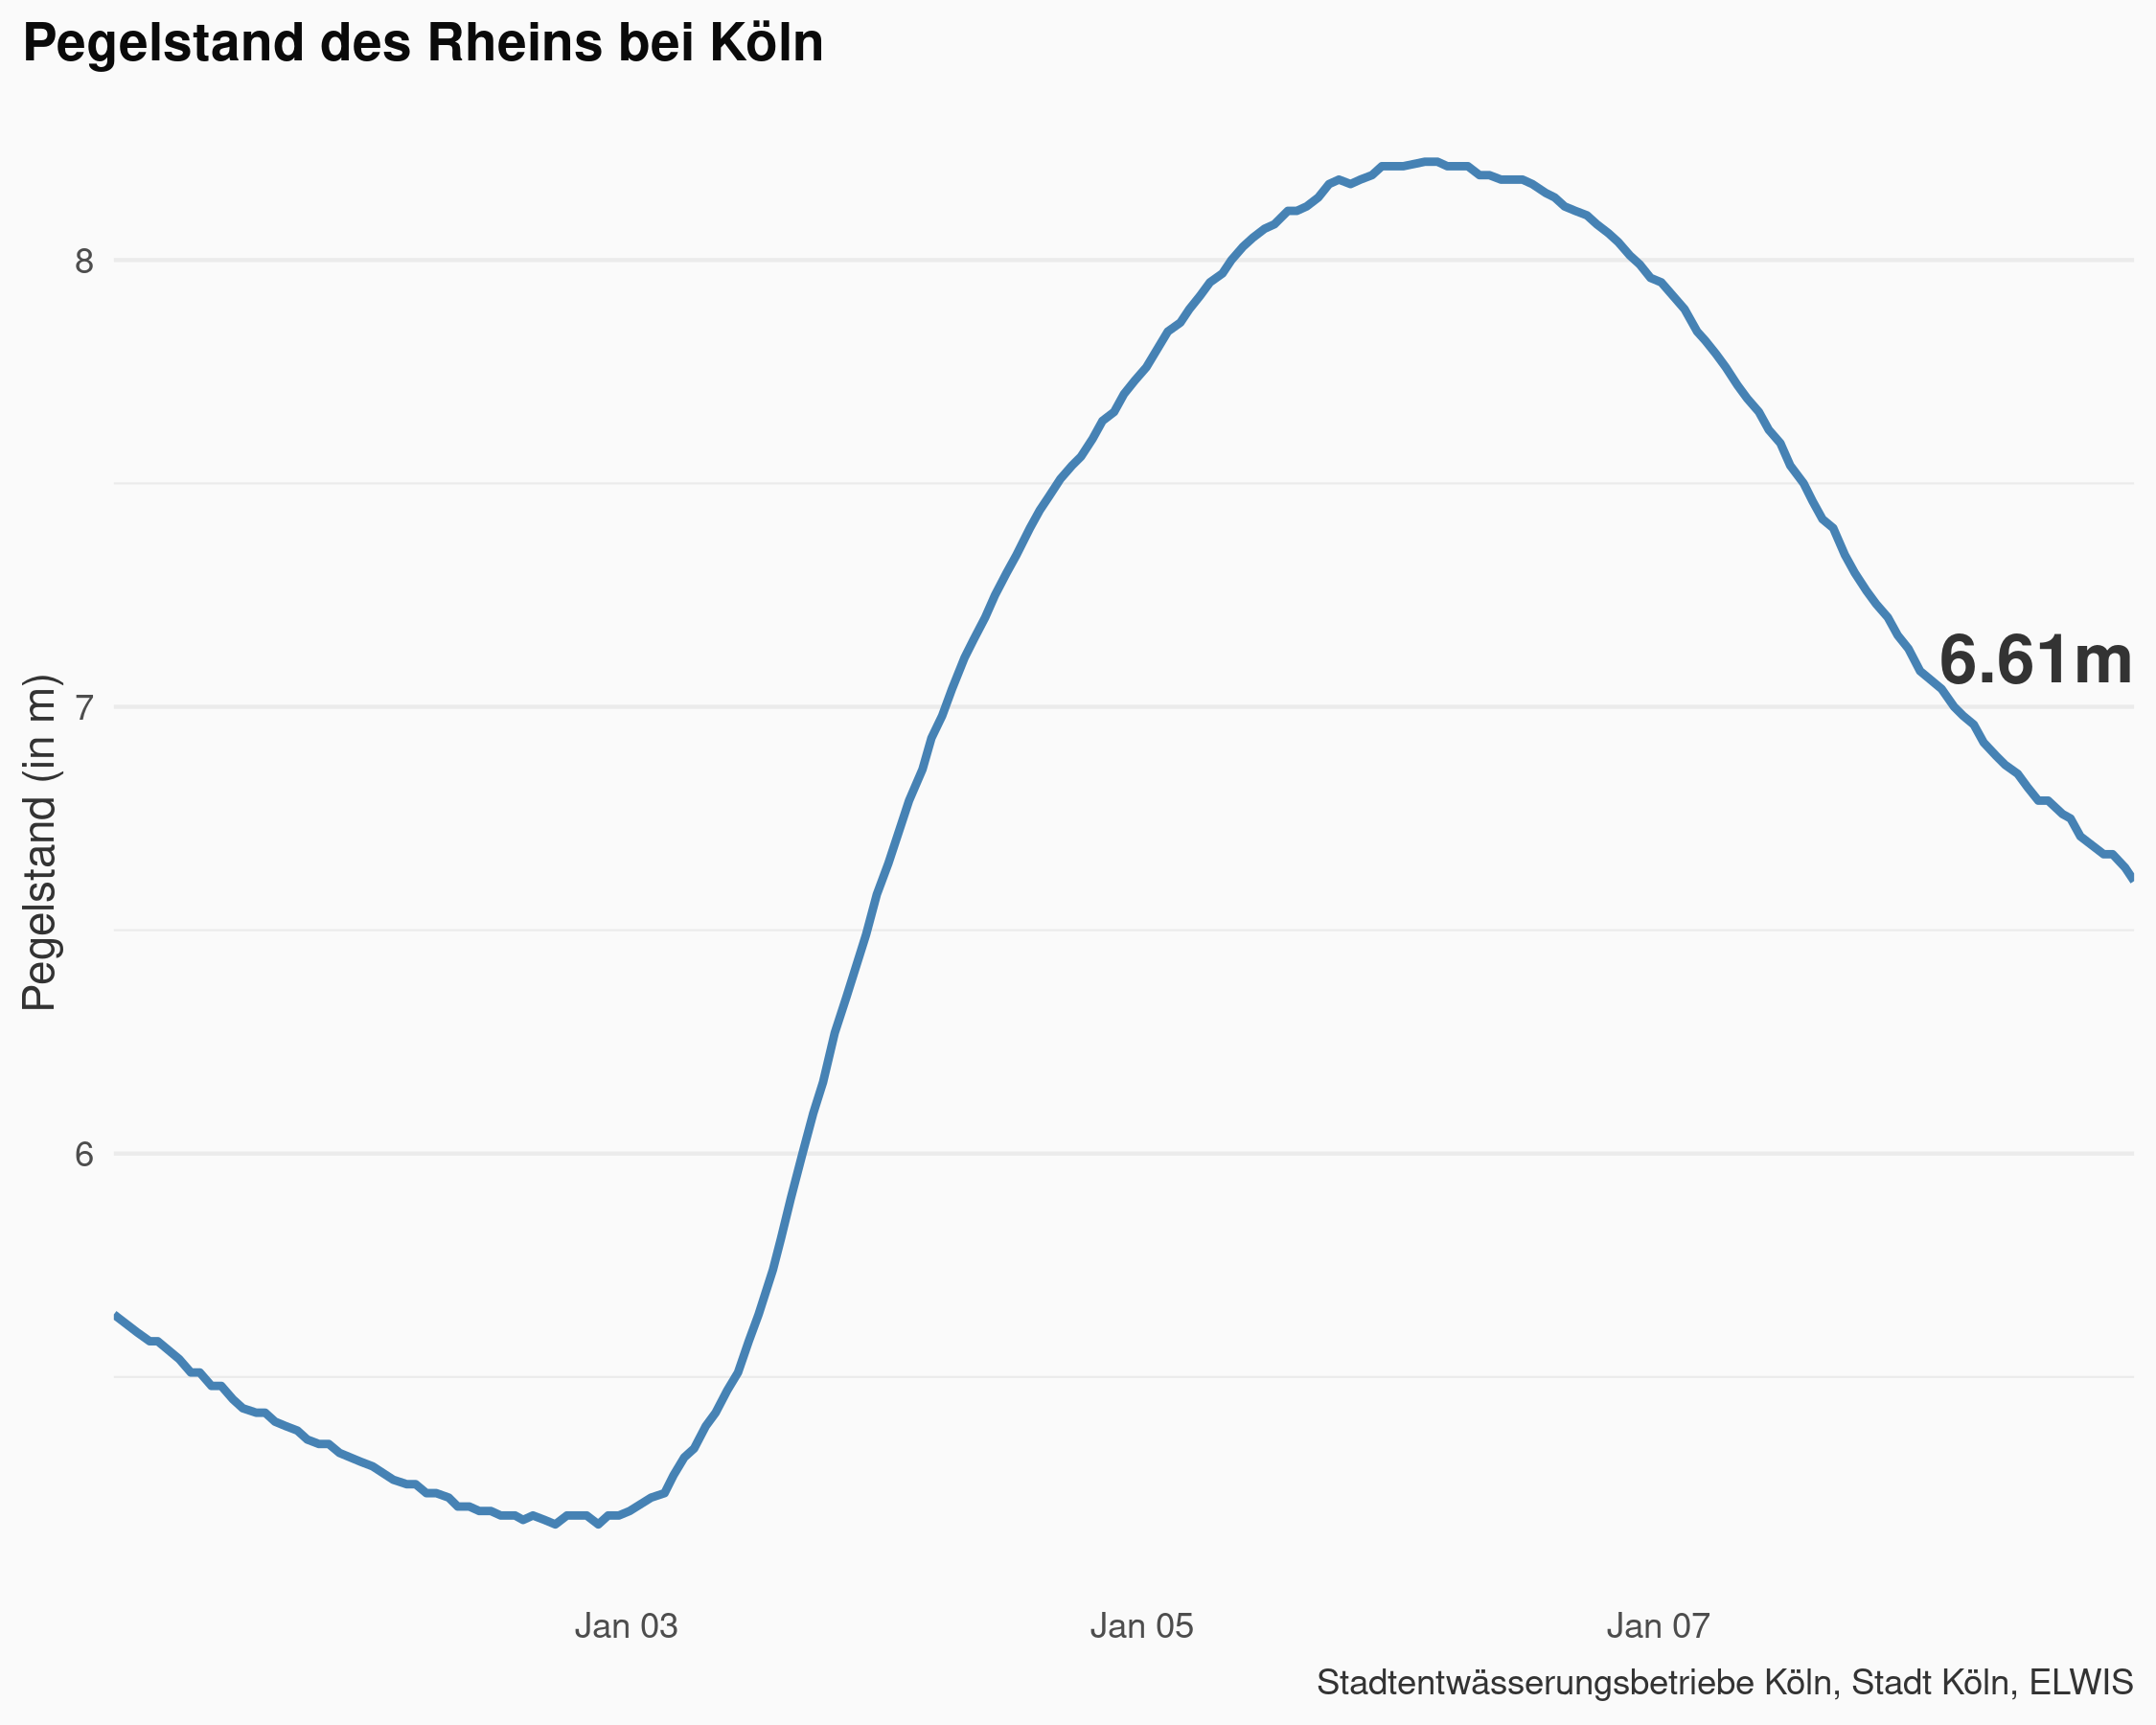 Pegelstand des Rheins bei Köln
Pegelstand (in m)
8
7
6
6.61m
Jan 03
Jan 05
Jan 07
Stadtentwässerungsbetriebe Köln, Stadt Köln, ELWIS